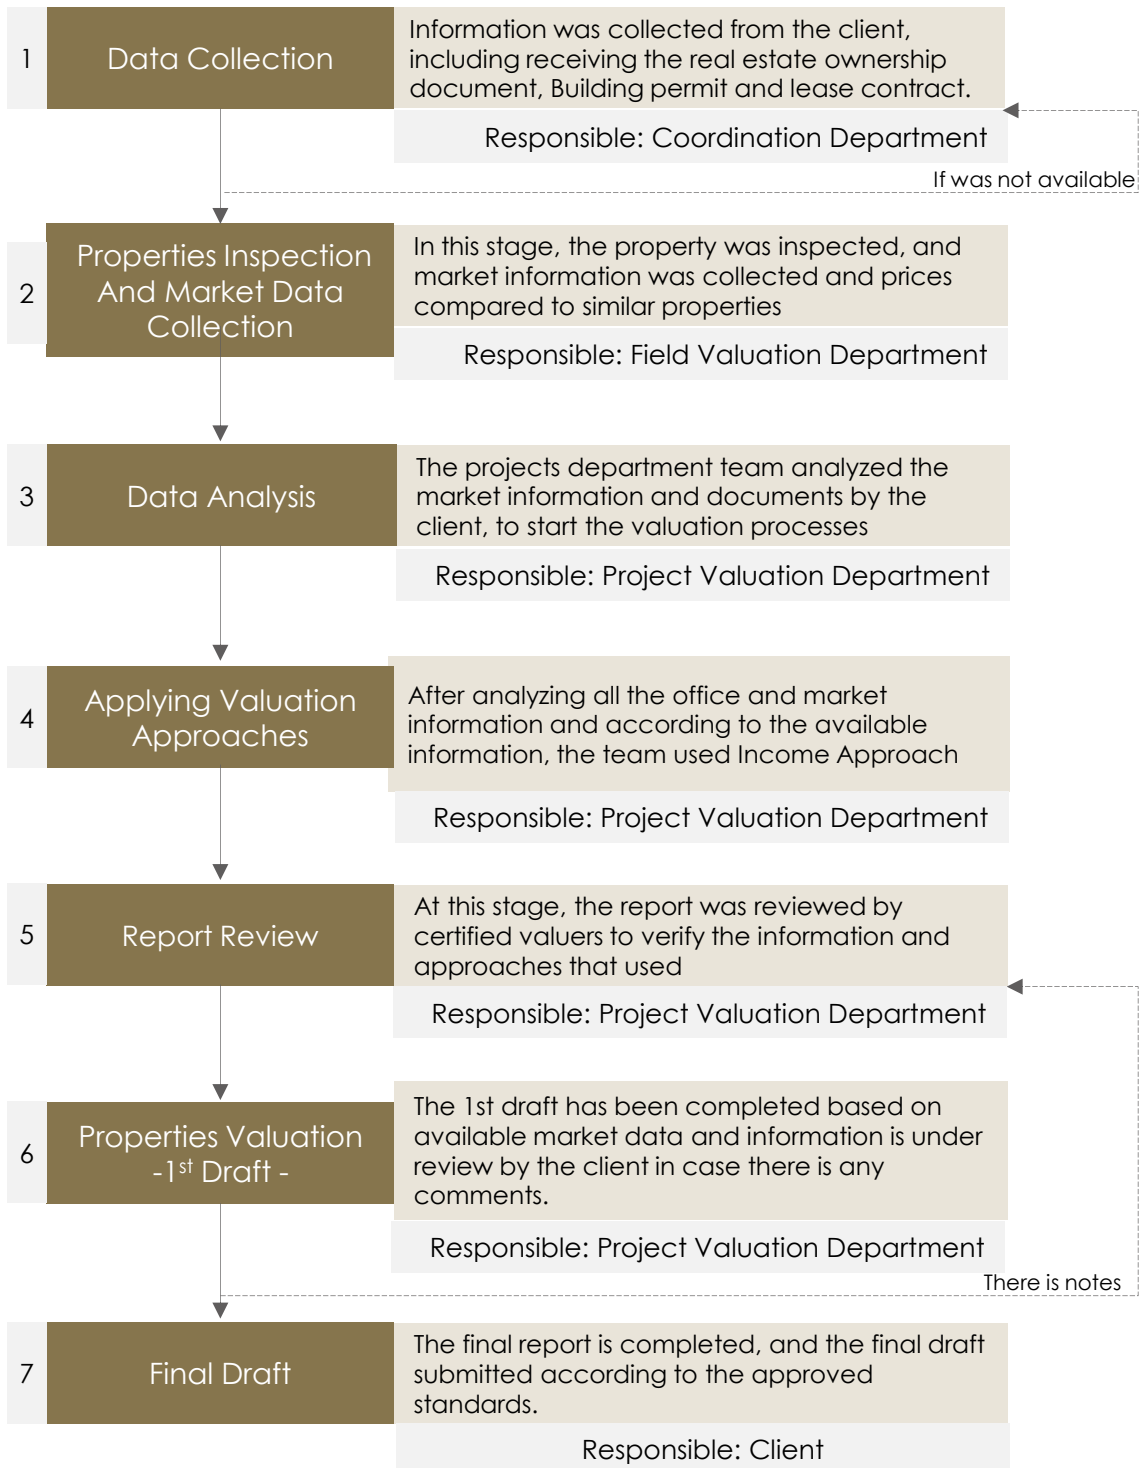 1
Data Collection
Information was collected from the client,
including receiving the real estate ownership
document, Building permit and lease contract.
Responsible: Coordination Department
If was not available
2
Properties Inspection
And Market Data
Collection
In this stage, the property was inspected, and
market information was collected and prices
compared to similar properties
Responsible: Field Valuation Department
3
Data Analysis
The projects department team analyzed the
market information and documents by the
client, to start the valuation processes
Responsible: Project Valuation Department
4
Applying Valuation
Approaches
After analyzing all the office and market
information and according to the available
information, the team used Income Approach
Responsible: Project Valuation Department
5
Report Review
At this stage, the report was reviewed by
certified valuers to verify the information and
approaches that used
Responsible: Project Valuation Department
6
Properties Valuation
-1st Draft -
The 1st draft has been completed based on
available market data and information is under
review by the client in case there is any
comments.
Responsible: Project Valuation Department
There is notes
7
Final Draft
The final report is completed, and the final draft
submitted according to the approved
standards.
Responsible: Client